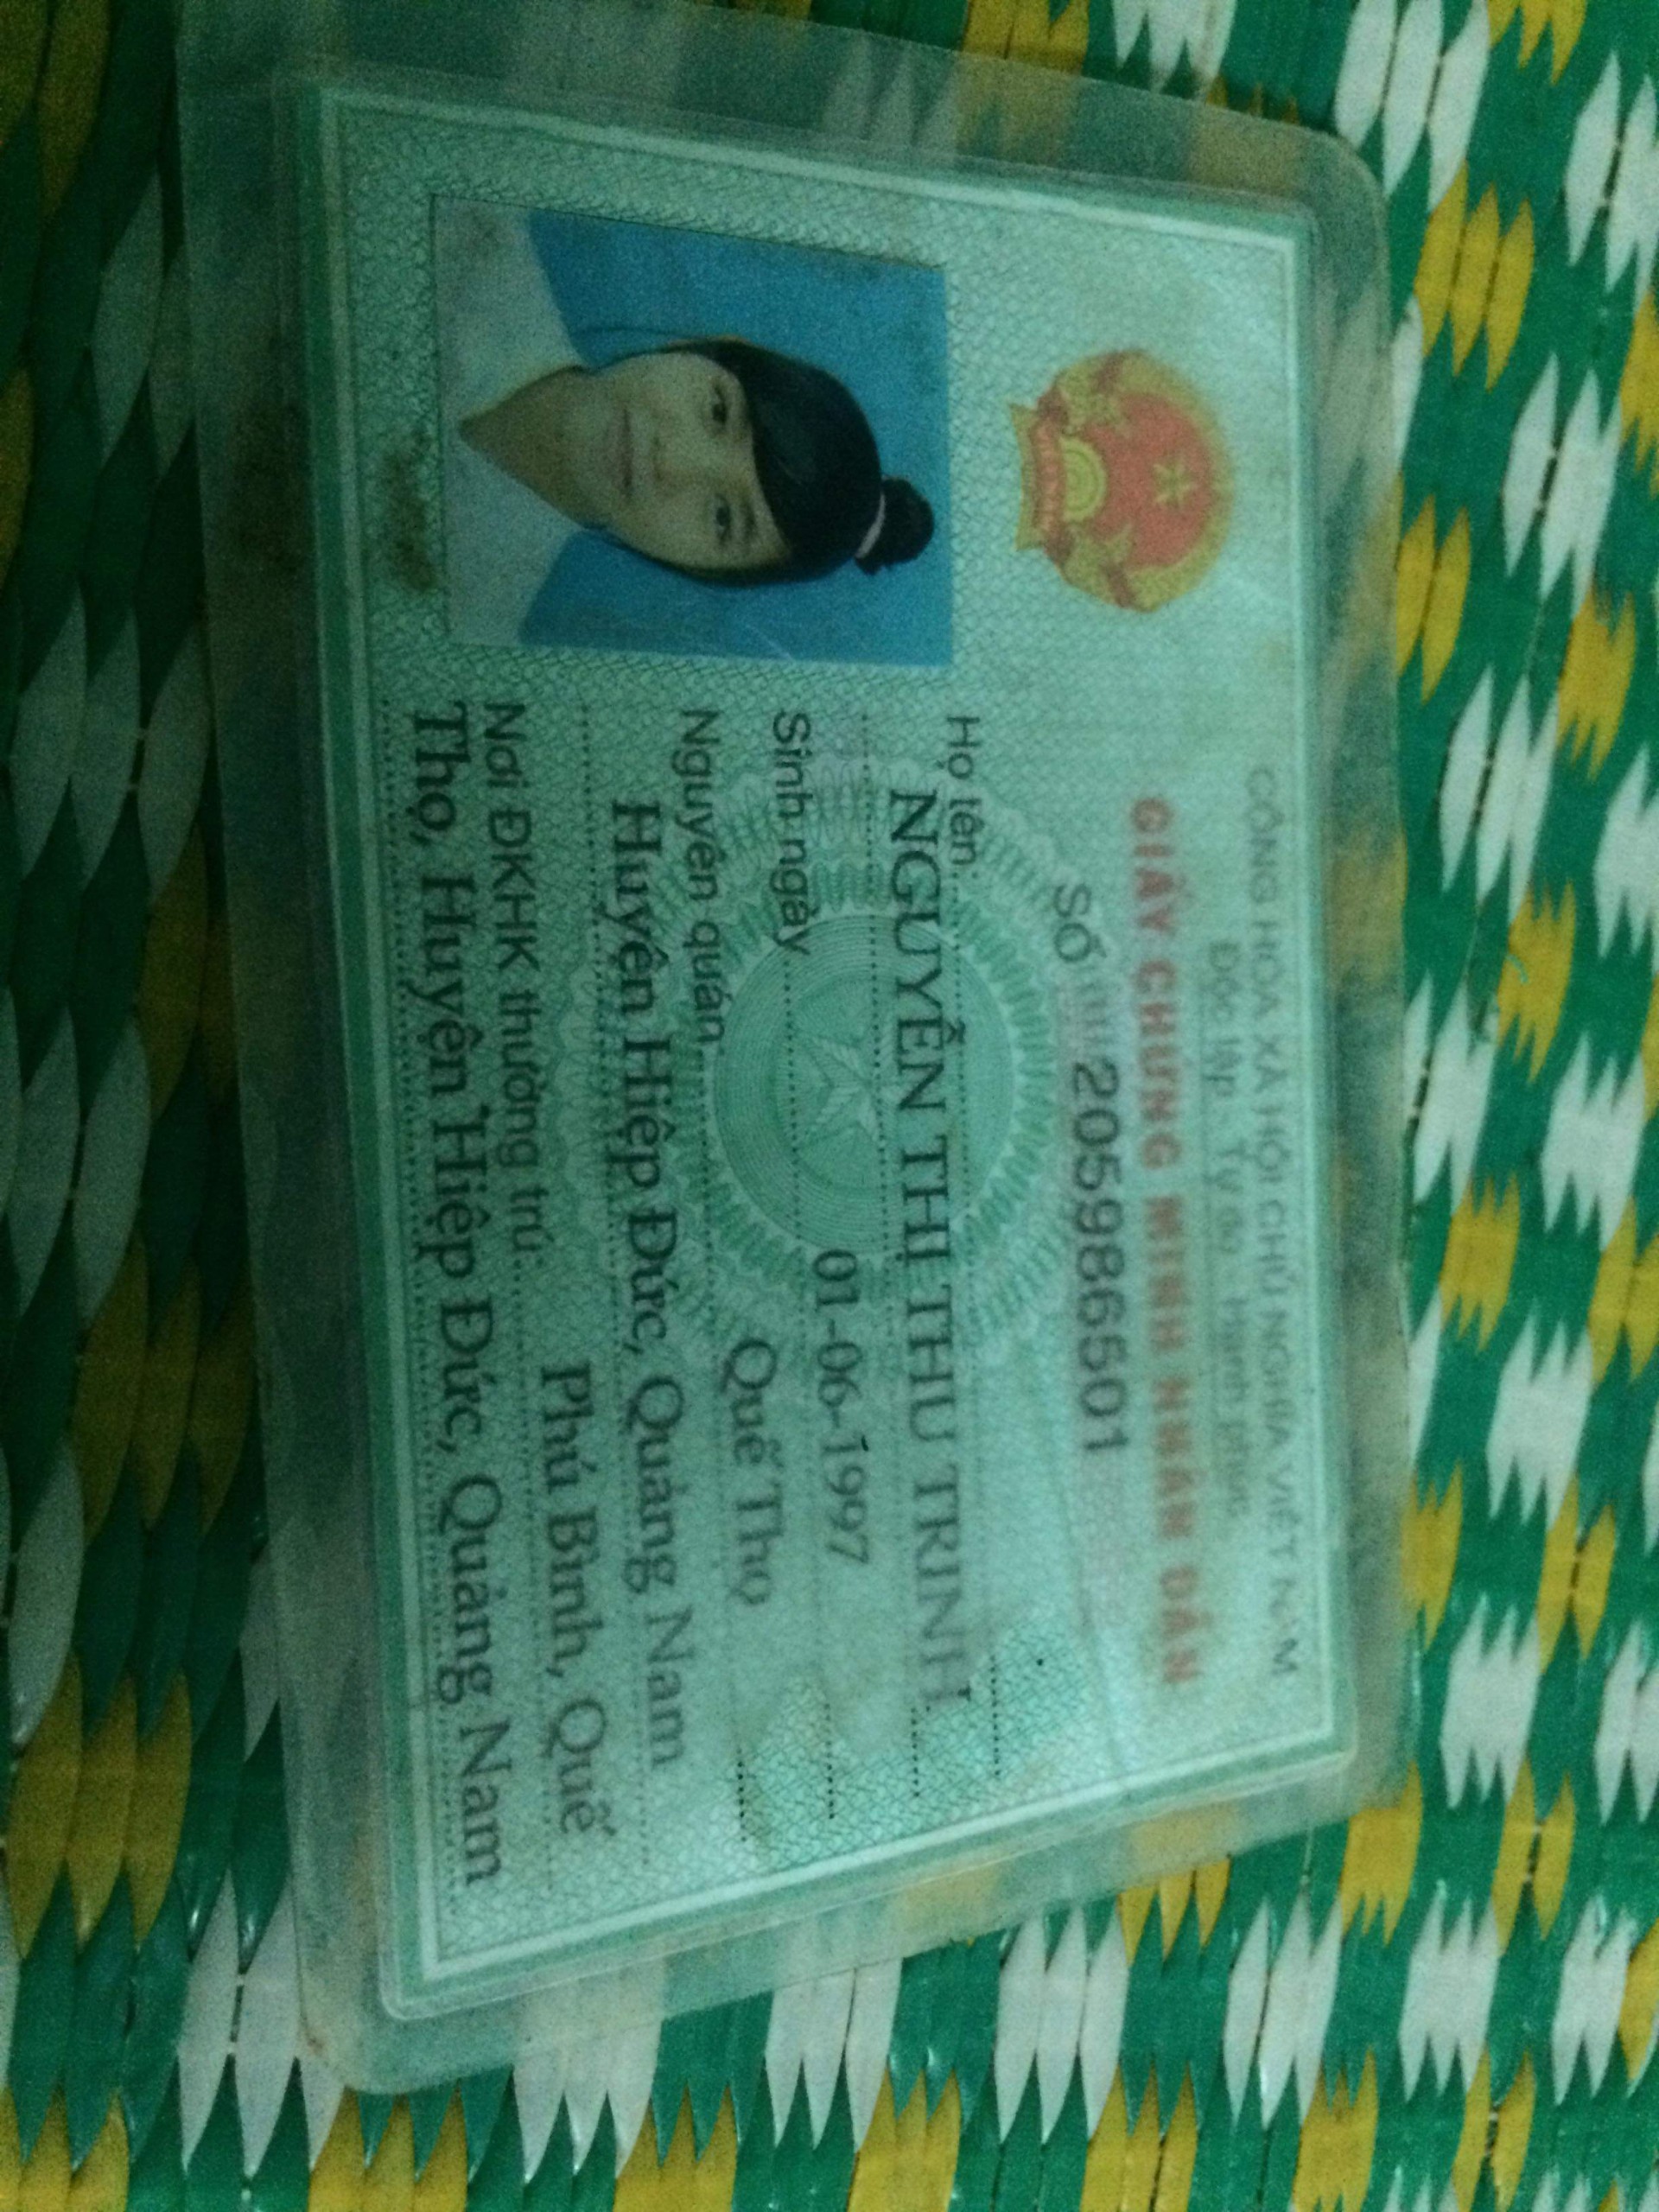 CỘNG HÒA XÃ HỘI CHỦ NGHĨA VIỆT NAM
Độc lập - Tự do - Hạnh phúc
GIẤY CHỨNG MINH NHÂN DÂN
SỐ 205986501
Họ tên: NGUYỄN THỊ THU TRINH
Sinh ngày 01-06-1997
Nguyên quán Quế Thọ
Huyện Hiệp Đức, Quảng Nam
Nơi ĐKHK thường trú: Phú Bình, Quế
Thọ, Huyện Hiệp Đức, Quảng Nam